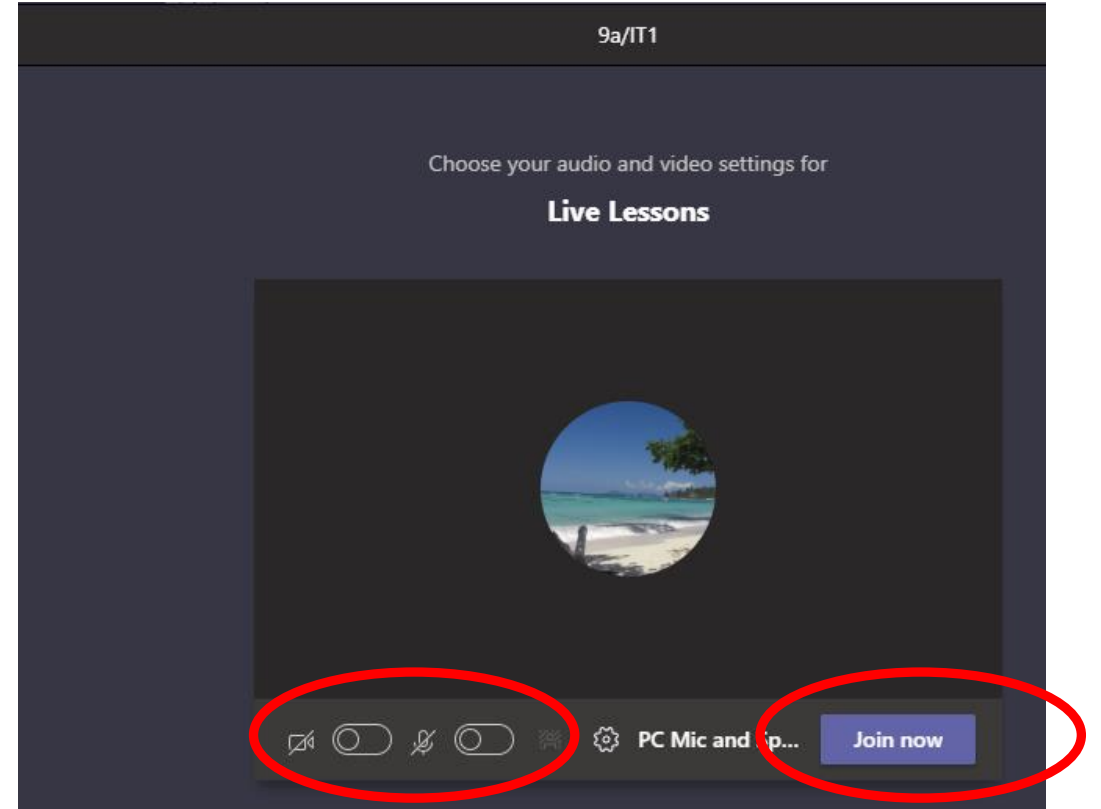 9a/IT1
Choose your audio and video settings for
Live Lessons
PC Mic and Sp...
Join now